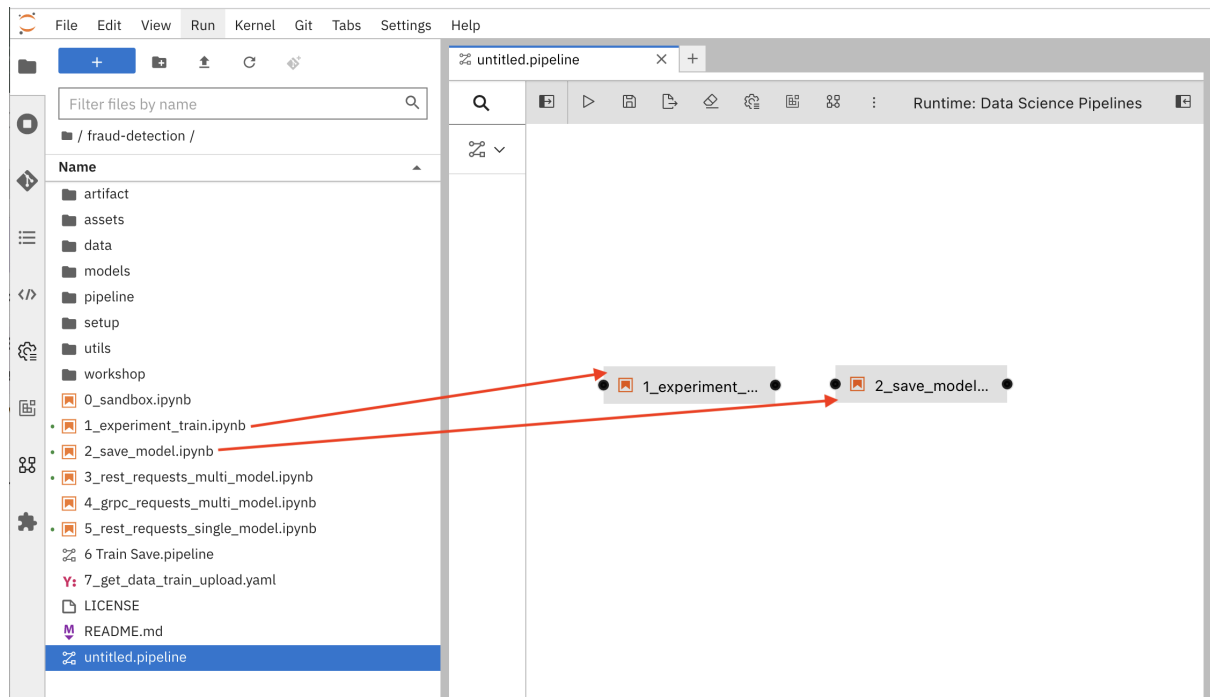 File Edit View Run Kernel Git Tabs Settings Help
+
Filter files by name
/ fraud-detection /
Name
artifact
assets
data
models
pipeline
setup
utils
workshop
0_sandbox.ipynb
1_experiment_train.ipynb
2_save_model.ipynb
3_rest_requests_multi_model.ipynb
4_grpc_requests_multi_model.ipynb
5_rest_requests_single_model.ipynb
6 Train Save.pipeline
Y: 7_get_data_train_upload.yaml
LICENSE
M README.md
untitled.pipeline
untitled.pipeline
+
Runtime: Data Science Pipelines
1_experiment_...
2_save_model...